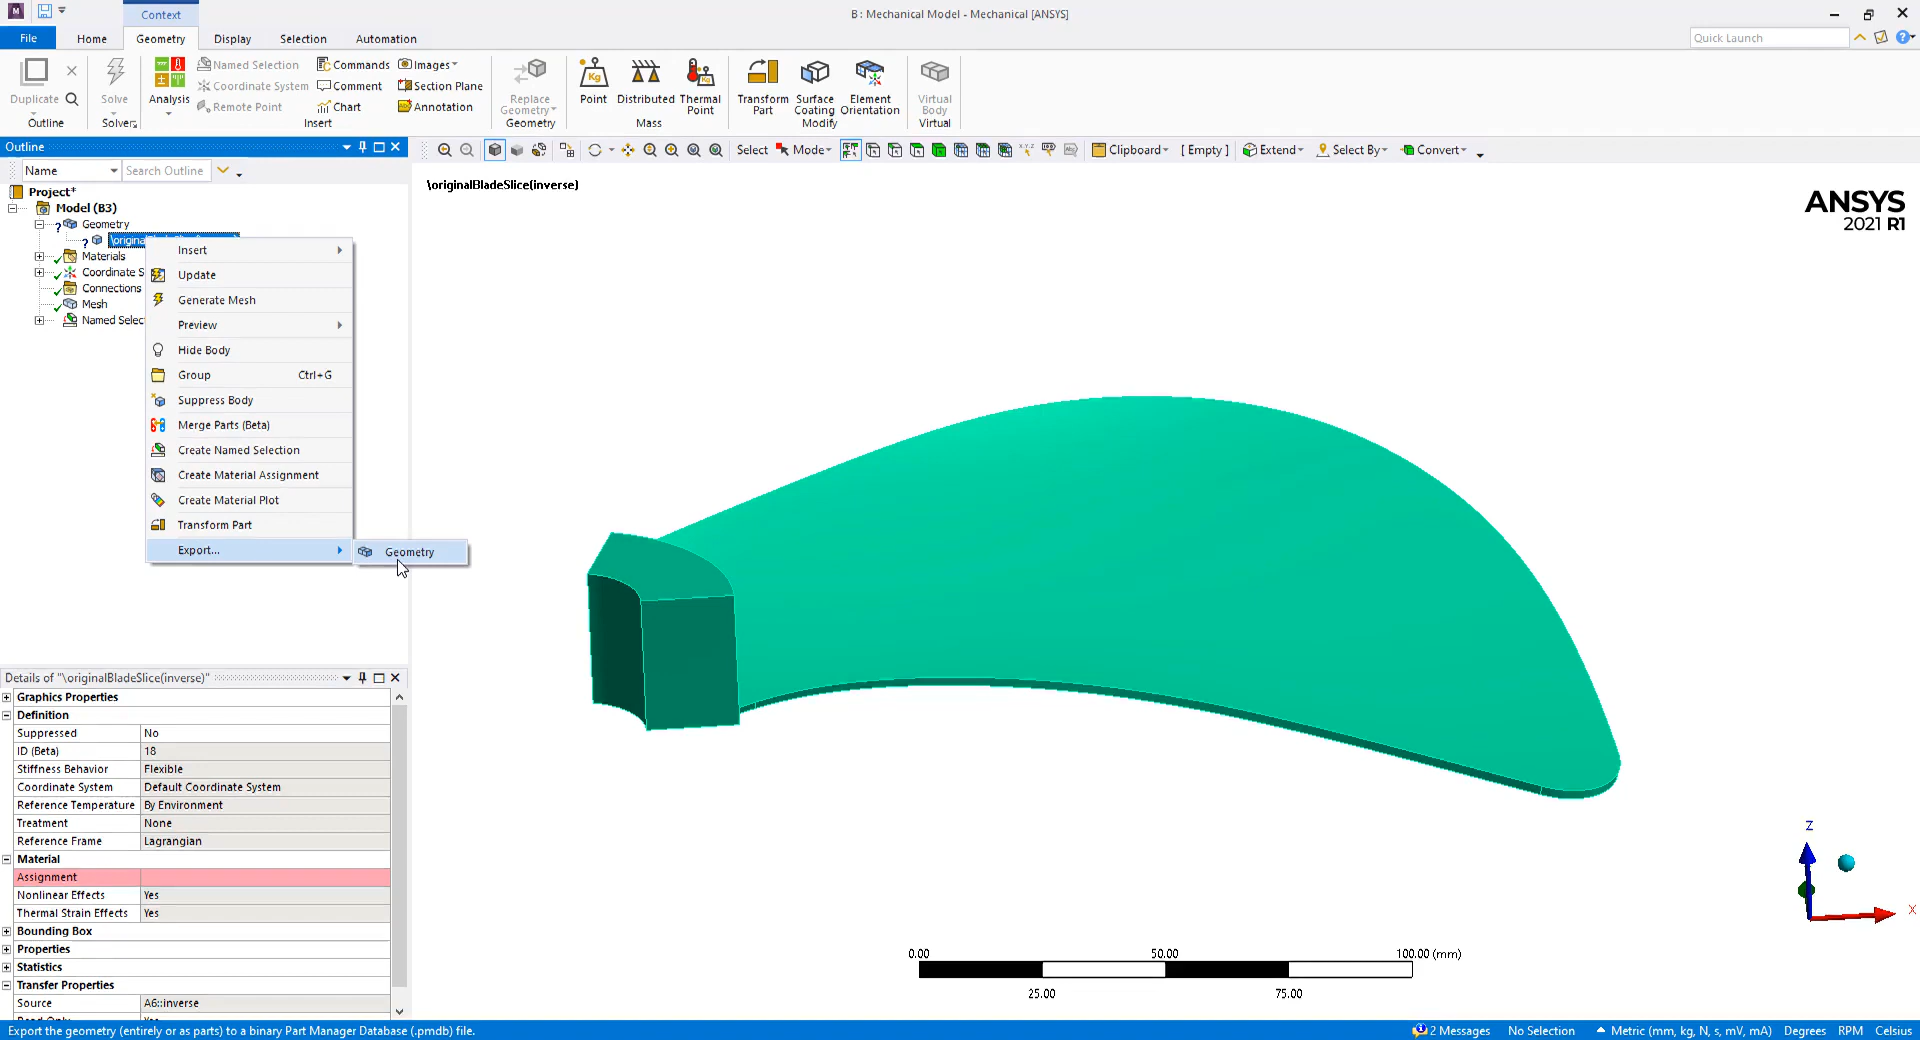 Context
B : Mechanical Model - Mechanical [ANSYS]
File
Home
Geometry
Display
Selection
Automation
Quick Launch
Duplicate
Outline
Solve
Solver
Analysis
Named Selection
Coordinate System
Remote Point
Commands
Comment
Chart
Images
Section Plane
Annotation
Insert
Replace
Geometry
Geometry
Point
Distributed
Thermal
Point
Mass
Transform
Part
Surface
Coating
Element
Orientation
Modify
Virtual
Body
Virtual
Outline
Name
Search Outline
Select
Mode
Clipboard
[ Empty ]
Extend
Select By
Convert
Project*
Model (B3)
Geometry
\origina
Materials
Coordinate S
Connections
Mesh
Named Selec
Insert
Update
Generate Mesh
Preview
Hide Body
Group Ctrl+G
Suppress Body
Merge Parts (Beta)
Create Named Selection
Create Material Assignment
Create Material Plot
Transform Part
Export...
Geometry
\originalBladeSlice(inverse)
ANSYS
2021 R1
Details of "\originalBladeSlice(inverse)"
Graphics Properties
Definition
Suppressed No
ID (Beta) 18
Stiffness Behavior Flexible
Coordinate System Default Coordinate System
Reference Temperature By Environment
Treatment None
Reference Frame Lagrangian
Material
Assignment
Nonlinear Effects Yes
Thermal Strain Effects Yes
Bounding Box
Properties
Statistics
Transfer Properties
Source A6::inverse
Z
X
0.00 50.00 100.00 (mm)
25.00 75.00
Export the geometry (entirely or as parts) to a binary Part Manager Database (.pmdb) file.
2 Messages
No Selection
Metric (mm, kg, N, s, mV, mA)
Degrees
RPM
Celsius